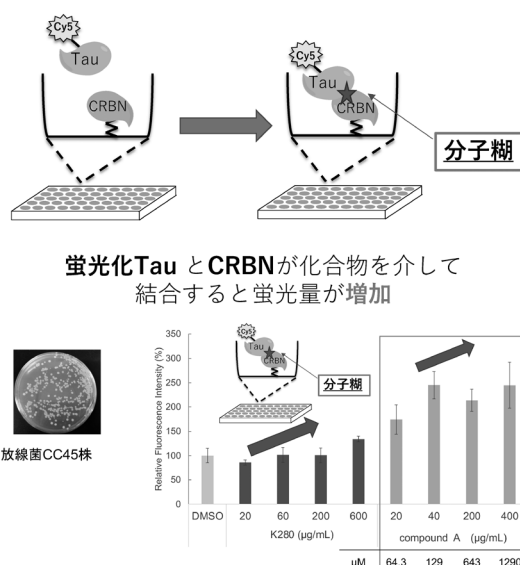 Cy5
Tau
CRBN
Cy5
Tau
CRBN
分子糊
蛍光化Tau とCRBNが化合物を介して
結合すると蛍光量が増加
放線菌CC45株
Relative Fluorescence Intensity (%)
350
300
250
200
150
100
50
0
Cy5
Tau
CRBN
分子糊
DMSO 20 60 200 600 20 40 200 400
K280 (μg/mL) compound A (μg/mL)
μM 64.3 129 643 1290